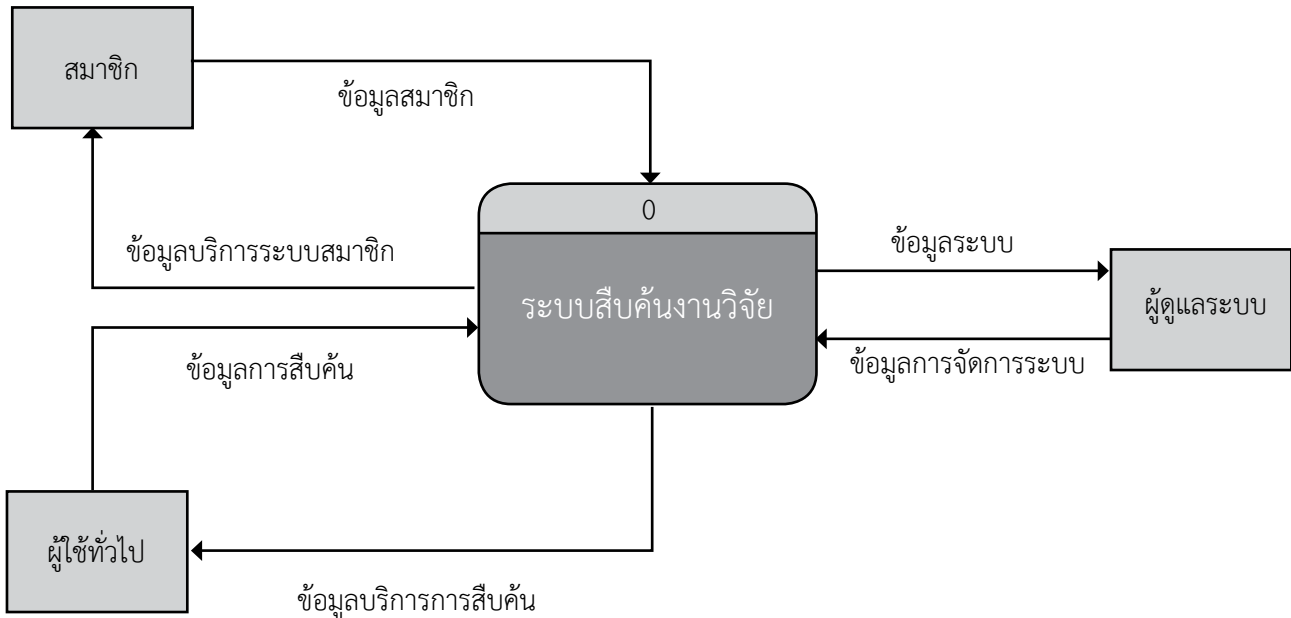 สมาชิก
ข้อมูลสมาชิก
0
ข้อมูลบริการระบบสมาชิก
ข้อมูลระบบ
ระบบสืบค้นงานวิจัย
ผู้ดูแลระบบ
ข้อมูลการสืบค้น
ข้อมูลการจัดการระบบ
ผู้ใช้ทั่วไป
ข้อมูลบริการการสืบค้น